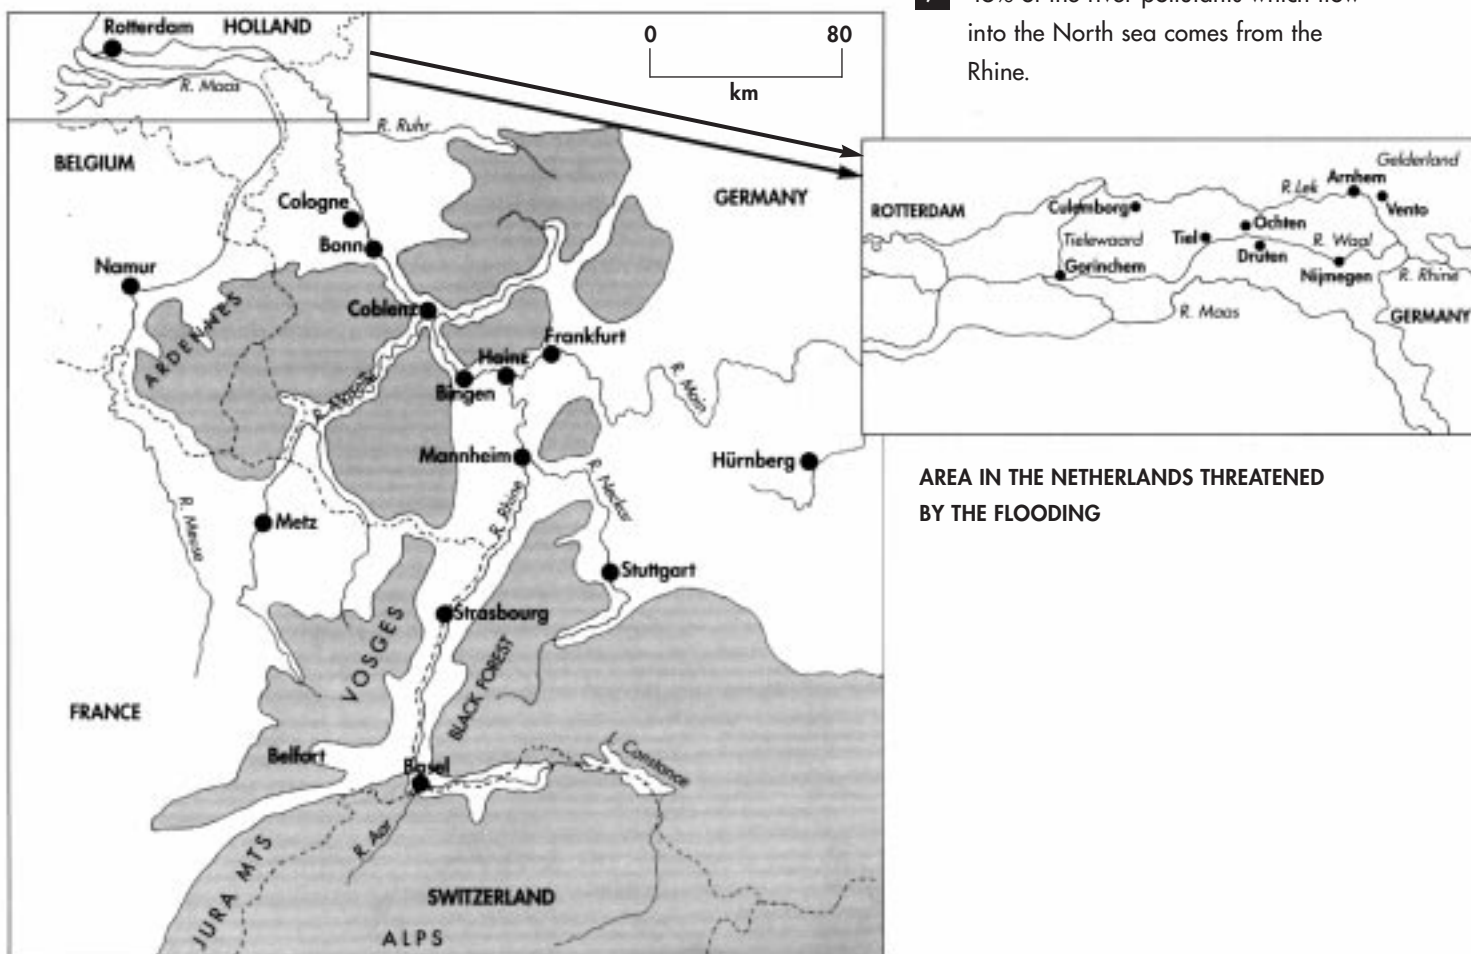 into the North sea comes from the
Rhine.
0 80
km
Rotterdam
HOLLAND
R. Maas
BELGIUM
R. Ruhr
GERMANY
Cologne
Bonn
Namur
Coblenz
ARDENNES
Frankfurt
Hainz
Bingen
R. Main
Mannheim
Hürnberg
R. Neckar
R. Rhine
R. Meuse
Metz
Stuttgart
Strasbourg
VOSGES
BLACK FOREST
FRANCE
Belfort
Basel
L. Constance
R. Aar
JURA MTS
SWITZERLAND
ALPS
Gelderland
Arnhem
R. Lek
Vento
ROTTERDAM
Culemborg
Ochten
Tielewaard
Tiel
R. Waal
Druten
Gorinchem
Nijmegen
R. Rhine
R. Maas
GERMANY
AREA IN THE NETHERLANDS THREATENED
BY THE FLOODING